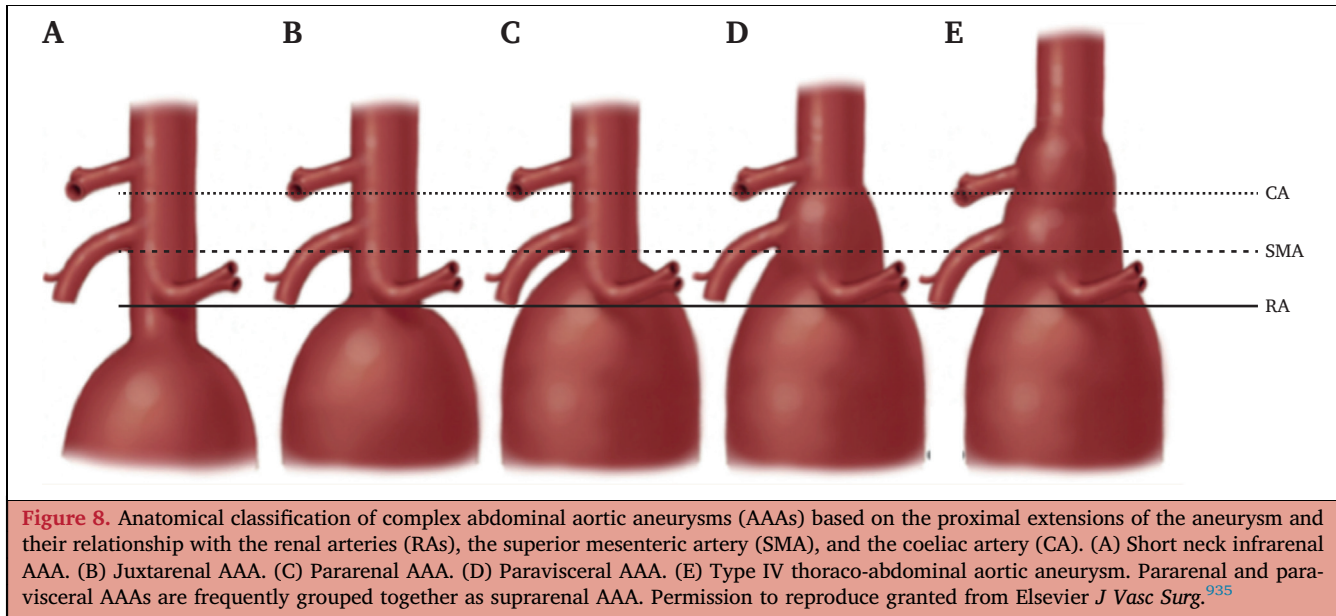 A B C D E
CA
SMA
RA
Figure 8. Anatomical classification of complex abdominal aortic aneurysms (AAAs) based on the proximal extensions of the aneurysm and
their relationship with the renal arteries (RAs), the superior mesenteric artery (SMA), and the coeliac artery (CA). (A) Short neck infrarenal
AAA. (B) Juxtarenal AAA. (C) Pararenal AAA. (D) Paravisceral AAA. (E) Type IV thoraco-abdominal aortic aneurysm. Pararenal and para-
visceral AAAs are frequently grouped together as suprarenal AAA. Permission to reproduce granted from Elsevier J Vasc Surg.935